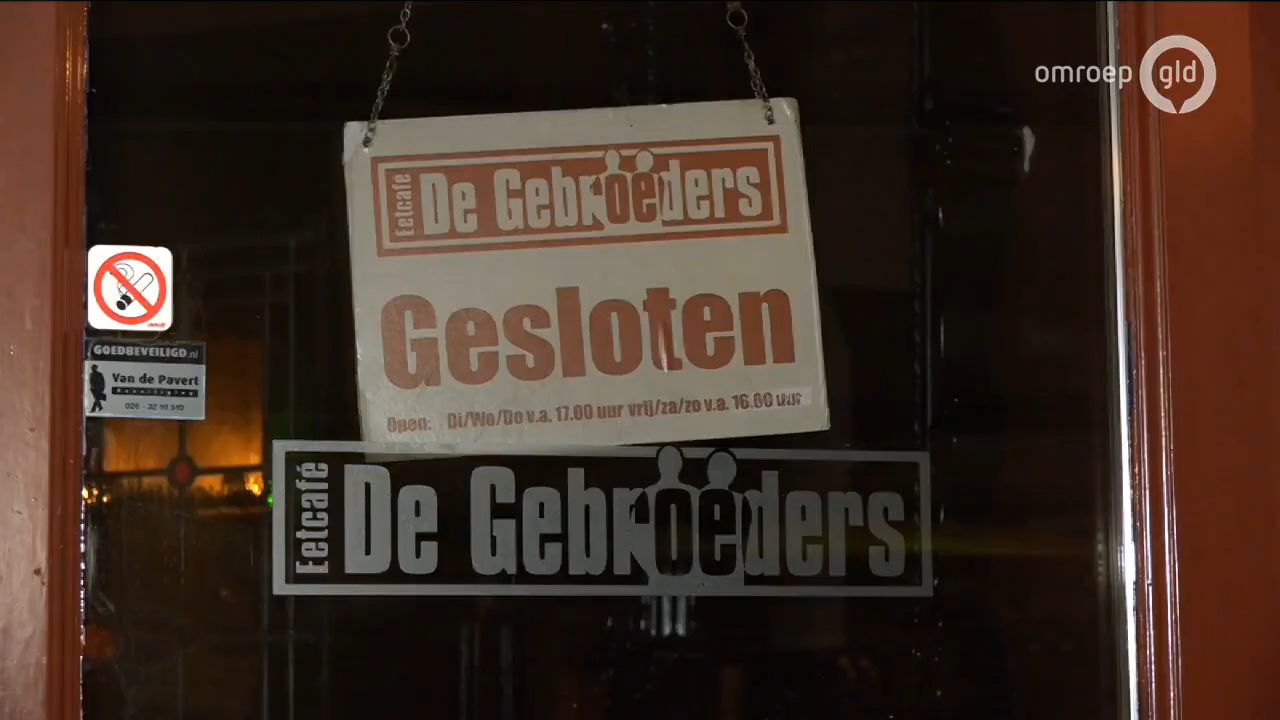 omroep gld
Eetcafé De Gebroeders
Gesloten
Open: Di/Wo/Do v.a. 17.00 uur vrij/za/zo v.a. 16.00 uur
GOEDBEVEILIGD.nl
Van de Pavert
Beveiliging
Eetcafé De Gebroeders